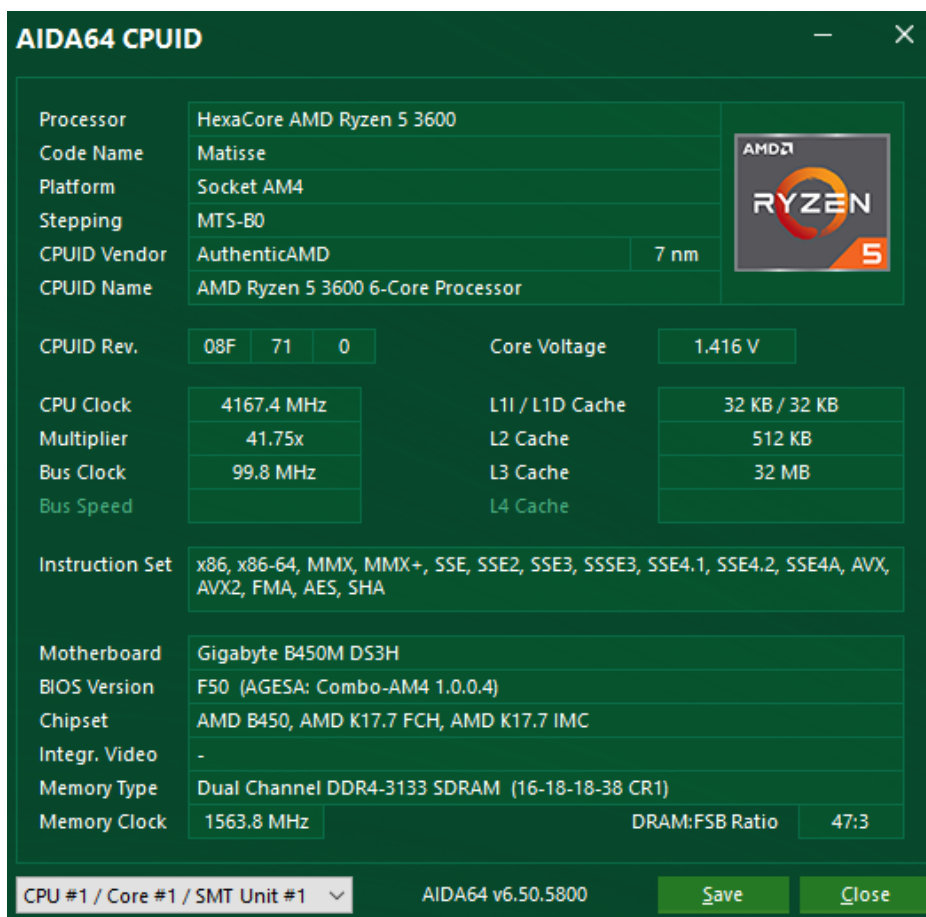 AIDA64 CPUID
Processor HexaCore AMD Ryzen 5 3600
Code Name Matisse
AMD
Platform Socket AM4
RYZEN
Stepping MTS-B0
CPUID Vendor AuthenticAMD 7 nm
5
CPUID Name AMD Ryzen 5 3600 6-Core Processor
CPUID Rev. 08F 71 0 Core Voltage 1.416 V
CPU Clock 4167.4 MHz L1I / L1D Cache 32 KB / 32 KB
Multiplier 41.75x L2 Cache 512 KB
Bus Clock 99.8 MHz L3 Cache 32 MB
Bus Speed L4 Cache
Instruction Set x86, x86-64, MMX, MMX+, SSE, SSE2, SSE3, SSSE3, SSE4.1, SSE4.2, SSE4A, AVX,
AVX2, FMA, AES, SHA
Motherboard Gigabyte B450M DS3H
BIOS Version F50 (AGESA: Combo-AM4 1.0.0.4)
Chipset AMD B450, AMD K17.7 FCH, AMD K17.7 IMC
Integr. Video -
Memory Type Dual Channel DDR4-3133 SDRAM (16-18-18-38 CR1)
Memory Clock 1563.8 MHz DRAM:FSB Ratio 47:3
CPU #1 / Core #1 / SMT Unit #1 AIDA64 v6.50.5800 Save Close